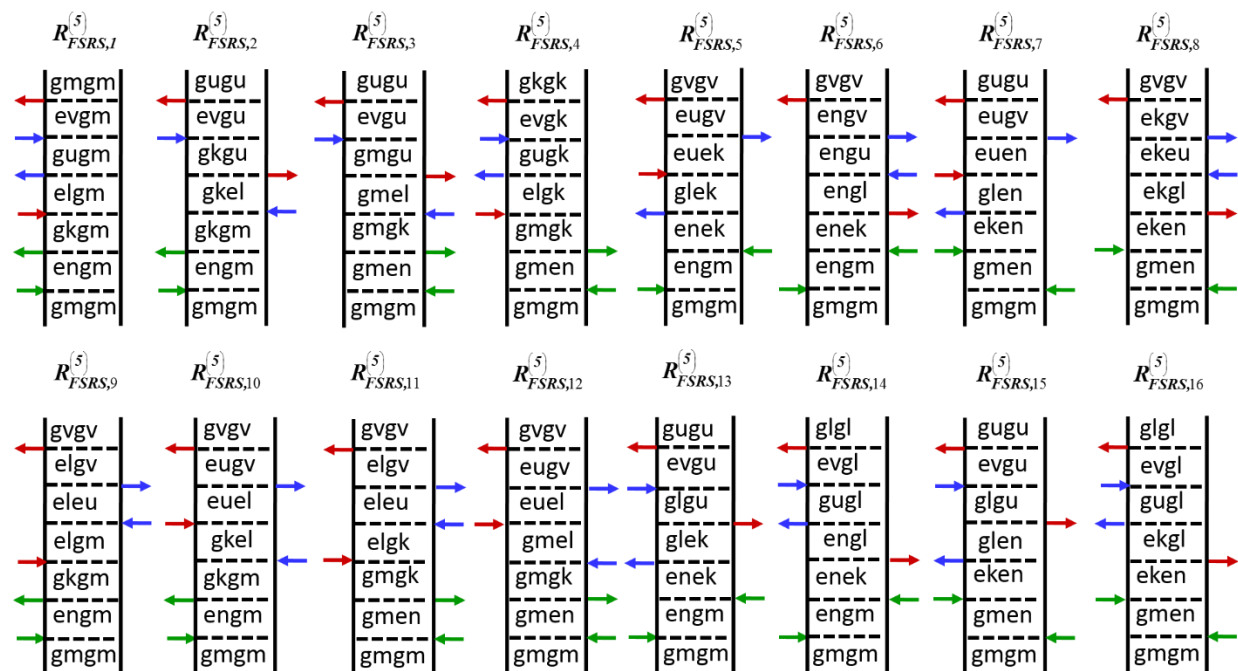 R(5)FSRS,1
gmgm
evgm
gugm
elgm
gkgm
engm
gmgm
R(5)FSRS,2
gugu
evgu
gkgu
gkel
gkgm
engm
gmgm
R(5)FSRS,3
gugu
evgu
gmgu
gmel
gmgk
gmen
gmgm
R(5)FSRS,4
gkgk
evgk
gugk
elgk
gmgk
gmen
gmgm
R(5)FSRS,5
gvgv
eugv
euek
glek
enek
engm
gmgm
R(5)FSRS,6
gvgv
engv
engu
engl
enek
engm
gmgm
R(5)FSRS,7
gugu
eugv
euen
glen
eken
gmen
gmgm
R(5)FSRS,8
gvgv
ekgv
ekeu
ekgl
eken
gmen
gmgm
R(5)FSRS,9
gvgv
elgv
eleu
elgm
gkgm
engm
gmgm
R(5)FSRS,10
gvgv
eugv
euel
gkel
gkgm
engm
gmgm
R(5)FSRS,11
gvgv
elgv
eleu
elgk
gmgk
gmen
gmgm
R(5)FSRS,12
gvgv
eugv
euel
gmel
gmgk
gmen
gmgm
R(5)FSRS,13
gugu
evgu
glgu
glek
enek
engm
gmgm
R(5)FSRS,14
glgl
evgl
gugl
engl
enek
engm
gmgm
R(5)FSRS,15
gugu
evgu
glgu
glen
eken
gmen
gmgm
R(5)FSRS,16
glgl
evgl
gugl
ekgl
eken
gmen
gmgm